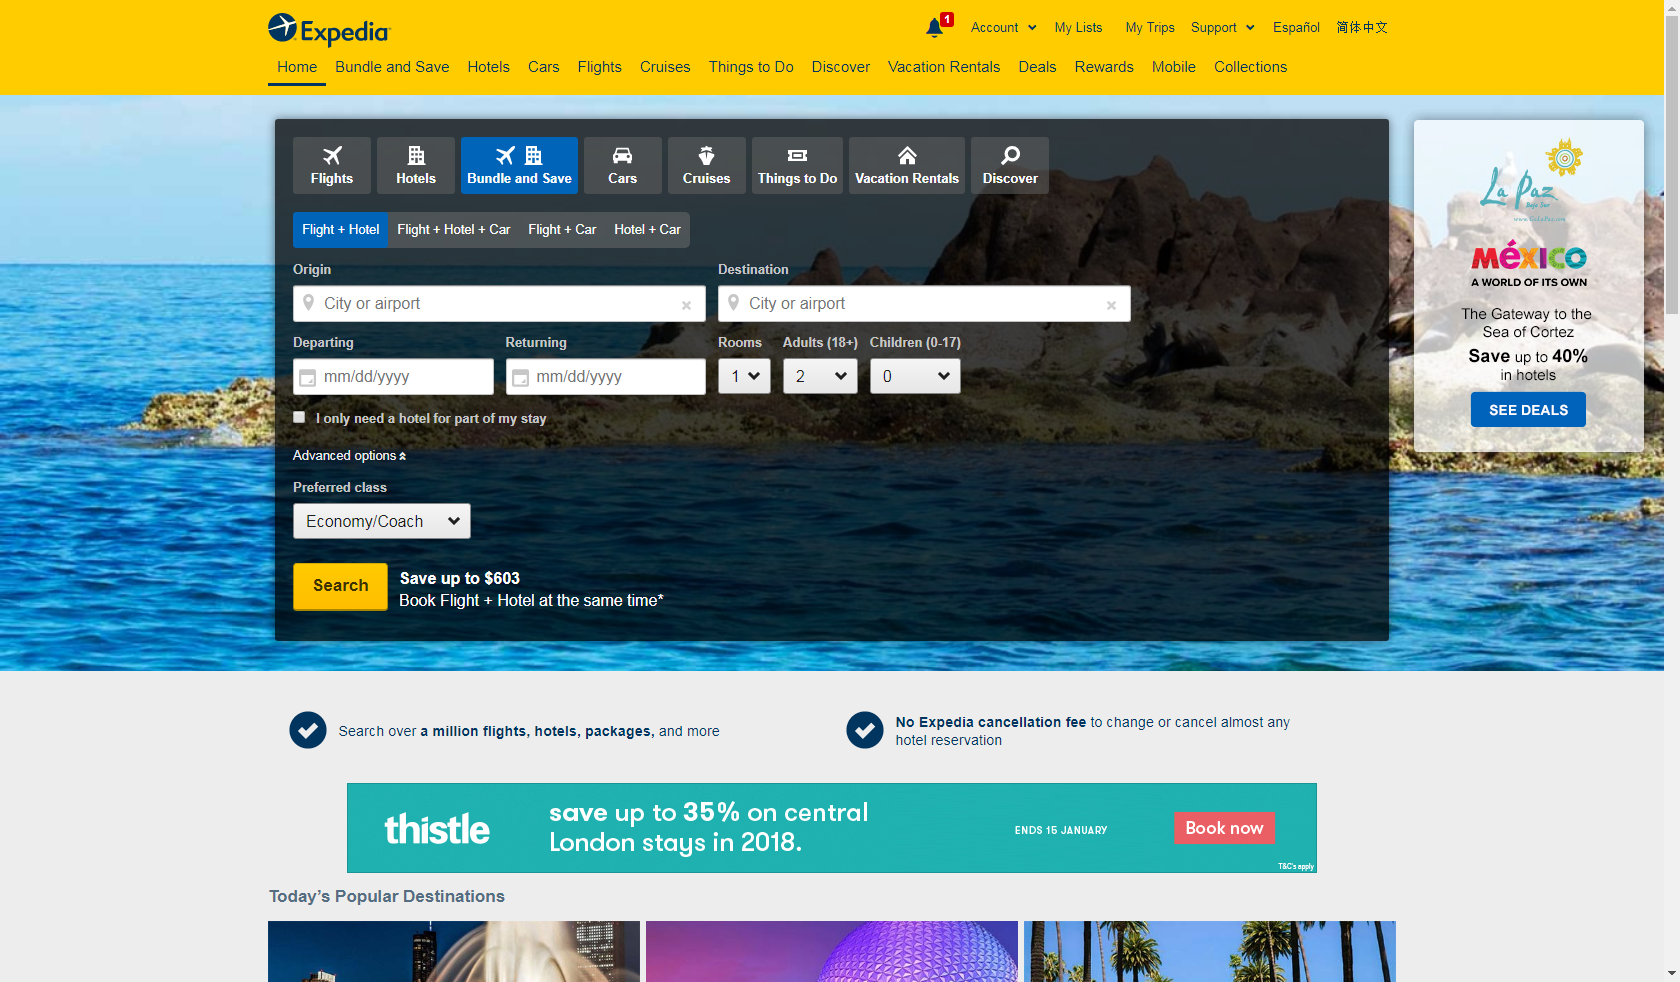 Expedia
1
Account
My Lists
My Trips
Support
Español
简体中文
Home
Bundle and Save
Hotels
Cars
Flights
Cruises
Things to Do
Discover
Vacation Rentals
Deals
Rewards
Mobile
Collections
Flights
Hotels
Bundle and Save
Cars
Cruises
Things to Do
Vacation Rentals
Discover
Flight + Hotel
Flight + Hotel + Car
Flight + Car
Hotel + Car
Origin
Destination
City or airport
City or airport
Departing
Returning
Rooms
Adults (18+)
Children (0-17)
mm/dd/yyyy
mm/dd/yyyy
1
2
0
I only need a hotel for part of my stay
Advanced options
Preferred class
Economy/Coach
Search
Save up to $603
Book Flight + Hotel at the same time*
La Paz
Baja Sur
www.GoLaPaz.com
México
A WORLD OF ITS OWN
The Gateway to the
Sea of Cortez
Save up to 40%
in hotels
SEE DEALS
Search over a million flights, hotels, packages, and more
No Expedia cancellation fee to change or cancel almost any
hotel reservation
thistle
save up to 35% on central
London stays in 2018.
ENDS 15 JANUARY
Book now
T&C's apply
Today's Popular Destinations